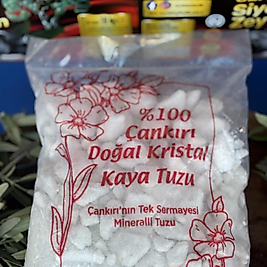 %100
Çankırı
Doğal Kristal
Kaya Tuzu
Çankırı'nın Tek Sermayesi
Mineralli Tuzu